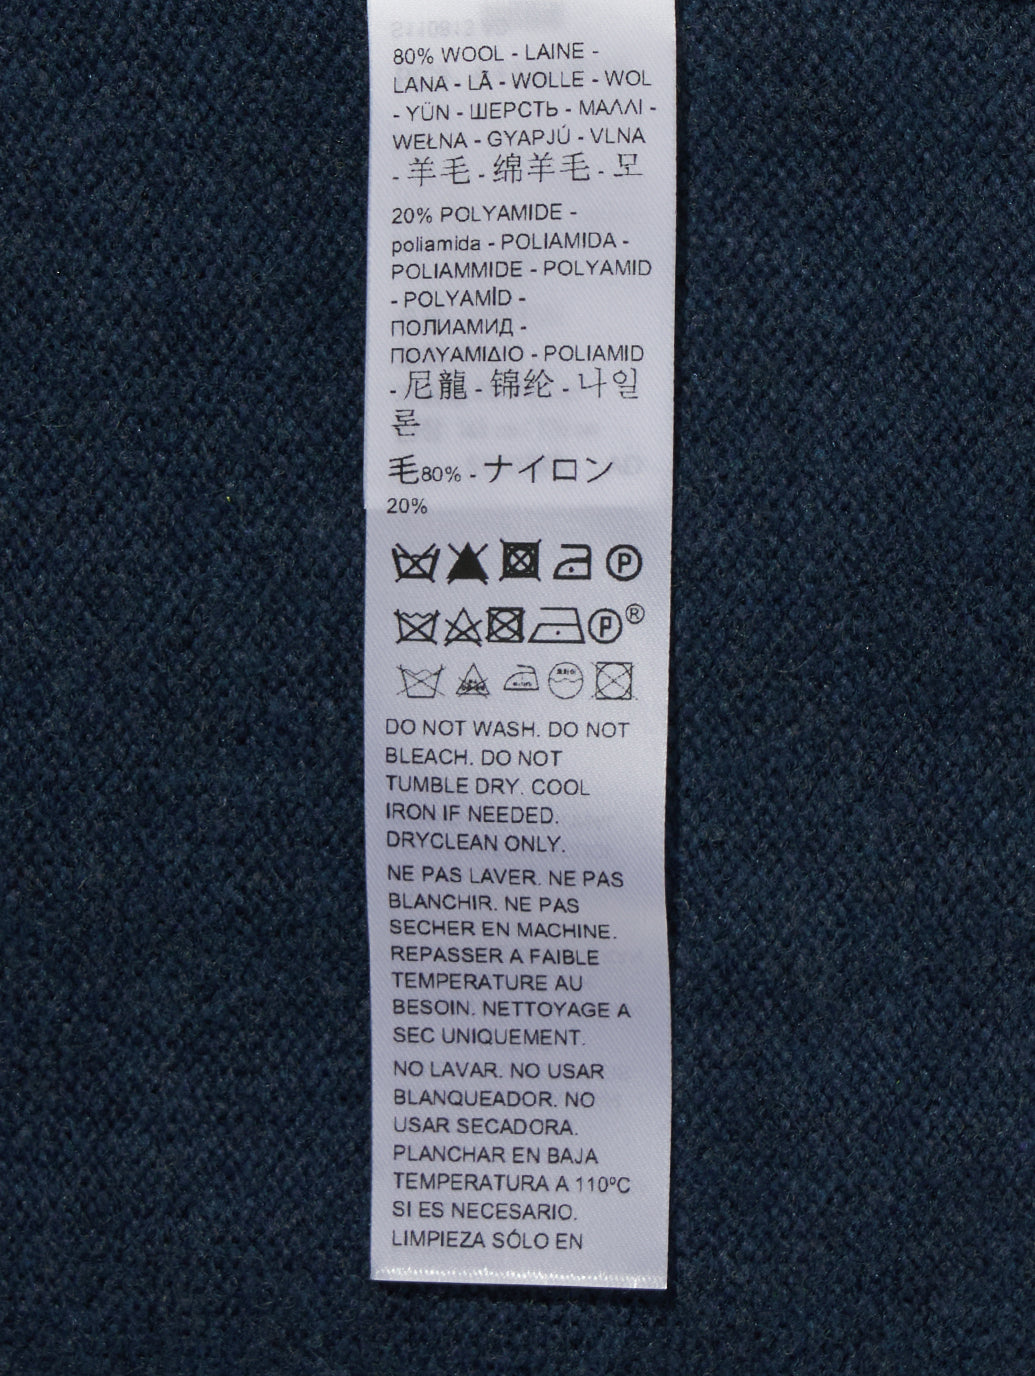 80% WOOL - LAINE -
LANA - LÃ - WOLLE - WOL
- YÜN - ШЕРСТЬ - ΜΑΛΛΙ -
WEŁNA - GYAPJÚ - VLNA
- 羊毛 - 绵羊毛 - 모
20% POLYAMIDE -
poliamida - POLIAMIDA -
POLIAMMIDE - POLYAMID
- POLYAMİD -
ПОЛИАМИД -
ΠΟΛΥΑΜΙΔΙΟ - POLIAMID
- 尼龍 - 锦纶 - 나일
론
毛80% - ナイロン
20%
P
P®
DO NOT WASH. DO NOT
BLEACH. DO NOT
TUMBLE DRY. COOL
IRON IF NEEDED.
DRYCLEAN ONLY.
NE PAS LAVER. NE PAS
BLANCHIR. NE PAS
SECHER EN MACHINE.
REPASSER A FAIBLE
TEMPERATURE AU
BESOIN. NETTOYAGE A
SEC UNIQUEMENT.
NO LAVAR. NO USAR
BLANQUEADOR. NO
USAR SECADORA.
PLANCHAR EN BAJA
TEMPERATURA A 110ºC
SI ES NECESARIO.
LIMPIEZA SÓLO EN